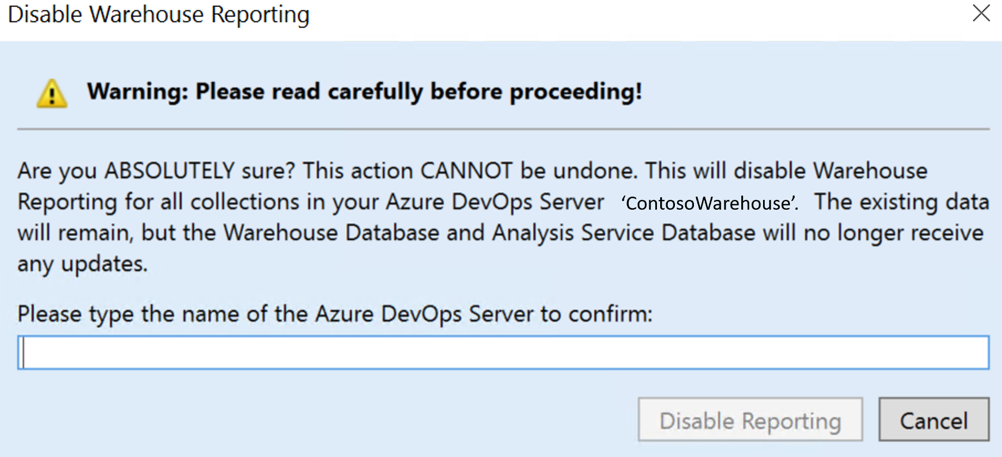 Disable Warehouse Reporting
Warning: Please read carefully before proceeding!
Are you ABSOLUTELY sure? This action CANNOT be undone. This will disable Warehouse
Reporting for all collections in your Azure DevOps Server ‘ContosoWarehouse’. The existing data
will remain, but the Warehouse Database and Analysis Service Database will no longer receive
any updates.
Please type the name of the Azure DevOps Server to confirm:
Disable Reporting Cancel